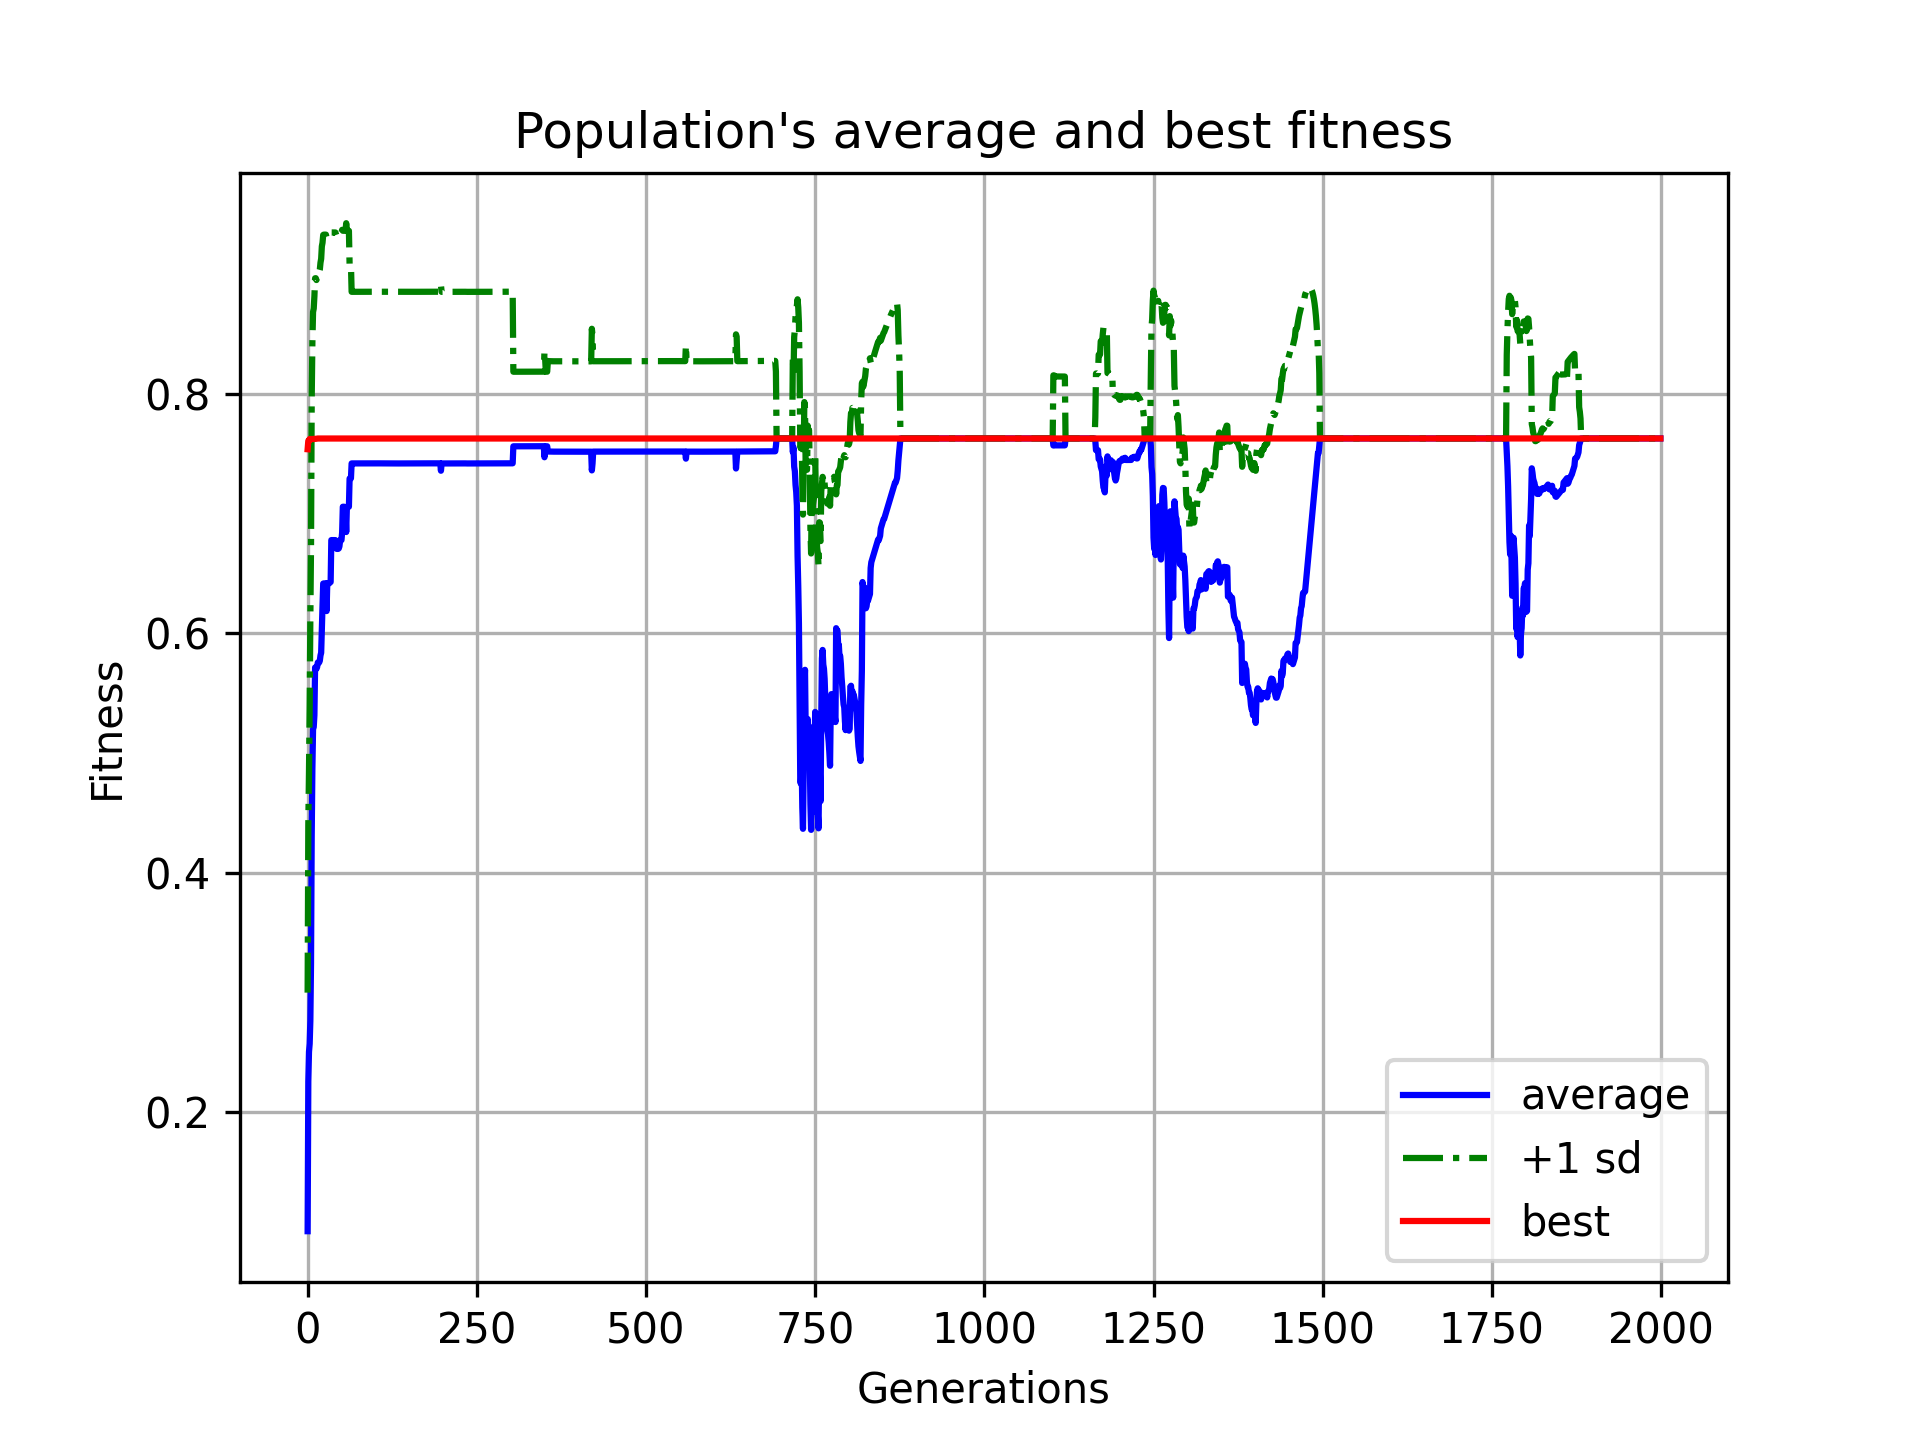 Population's average and best fitness
Fitness
0.8
0.6
0.4
0.2
0 250 500 750 1000 1250 1500 1750 2000
Generations
average
+1 sd
best